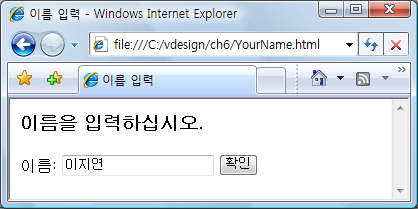 이름 입력 - Windows Internet Explorer
file:///C:/vdesign/ch6/YourName.html
이름 입력
이름을 입력하십시오.
이름: 이지연 확인